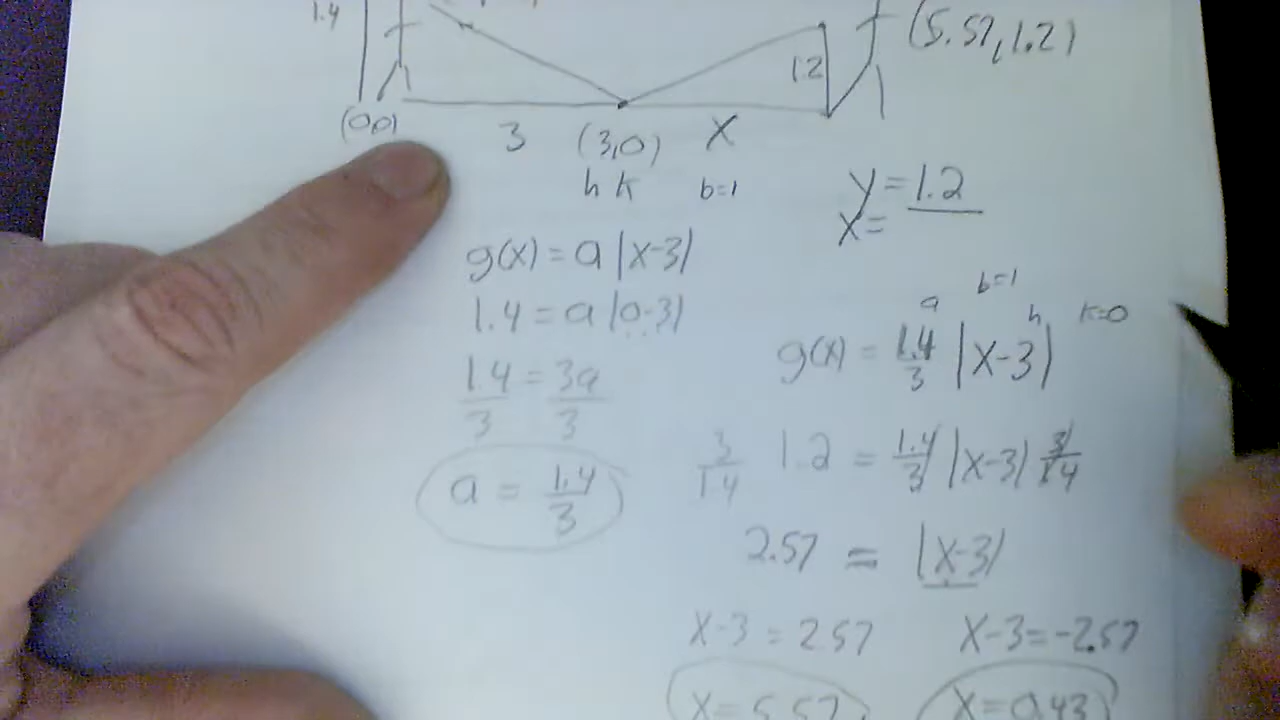 1.4
(5.57, 1.2)
1.2
(0,0) 3 (3,0) x
h k b=1
y = 1.2
x =
g(x) = a |x-3|
1.4 = a |0-3|
1.4/3 = 3a/3
a = 1.4/3
a b=1 h k=0
g(x) = 1.4/3 |x-3|
3/1.4 1.2 = 1.4/3 |x-3| 3/1.4
2.57 = |x-3|
x-3 = 2.57 x-3 = -2.57
x = 5.57 x = 0.43